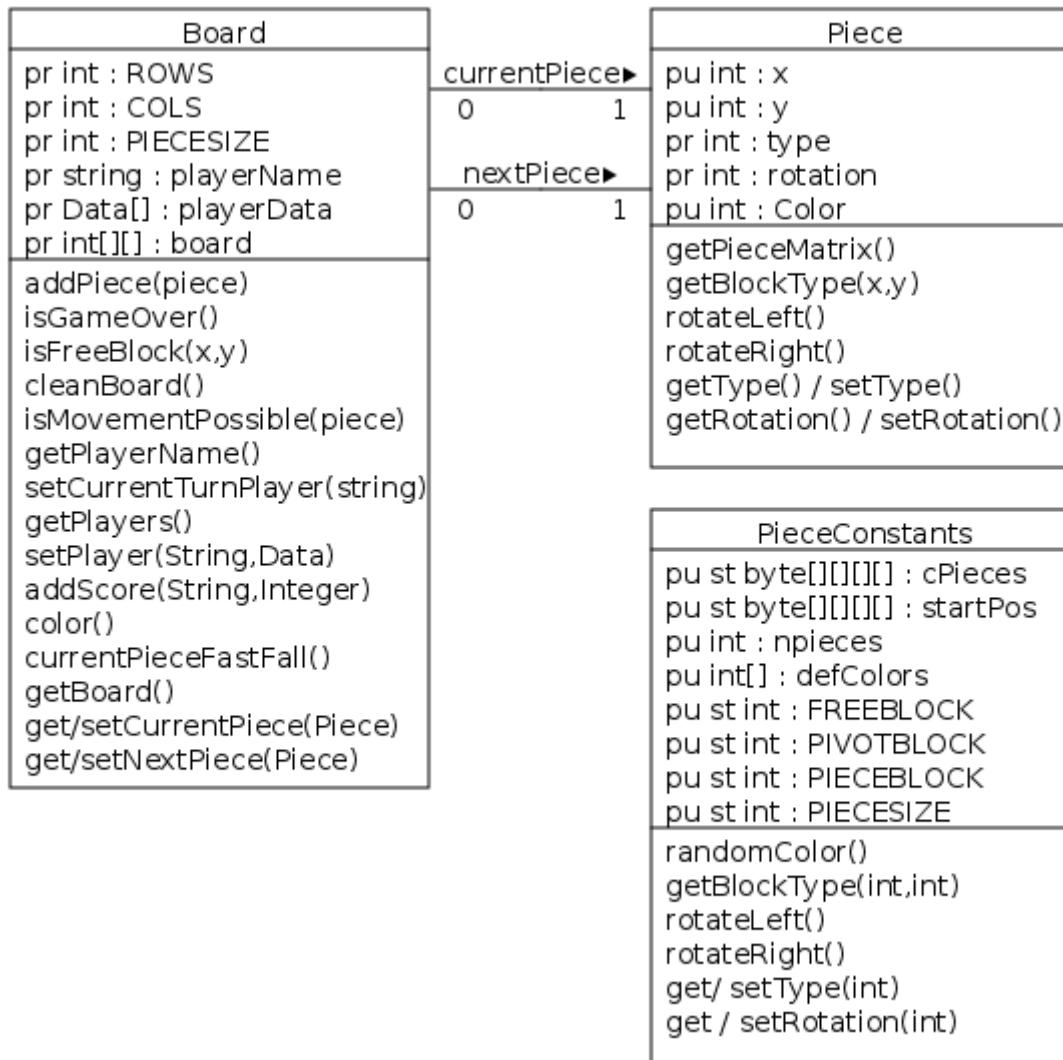 Board
pr int : ROWS
pr int : COLS
pr int : PIECESIZE
pr string : playerName
pr Data[] : playerData
pr int[][] : board
addPiece(piece)
isGameOver()
isFreeBlock(x,y)
cleanBoard()
isMovementPossible(piece)
getPlayerName()
setCurrentTurnPlayer(string)
getPlayers()
setPlayer(String,Data)
addScore(String,Integer)
color()
currentPieceFastFall()
getBoard()
get/setCurrentPiece(Piece)
get/setNextPiece(Piece)
currentPiece▶
0 1
nextPiece▶
0 1
Piece
pu int : x
pu int : y
pr int : type
pr int : rotation
pu int : Color
getPieceMatrix()
getBlockType(x,y)
rotateLeft()
rotateRight()
getType() / setType()
getRotation() / setRotation()
PieceConstants
pu st byte[][][][] : cPieces
pu st byte[][][][] : startPos
pu int : npieces
pu int[] : defColors
pu st int : FREEBLOCK
pu st int : PIVOTBLOCK
pu st int : PIECEBLOCK
pu st int : PIECESIZE
randomColor()
getBlockType(int,int)
rotateLeft()
rotateRight()
get/ setType(int)
get / setRotation(int)